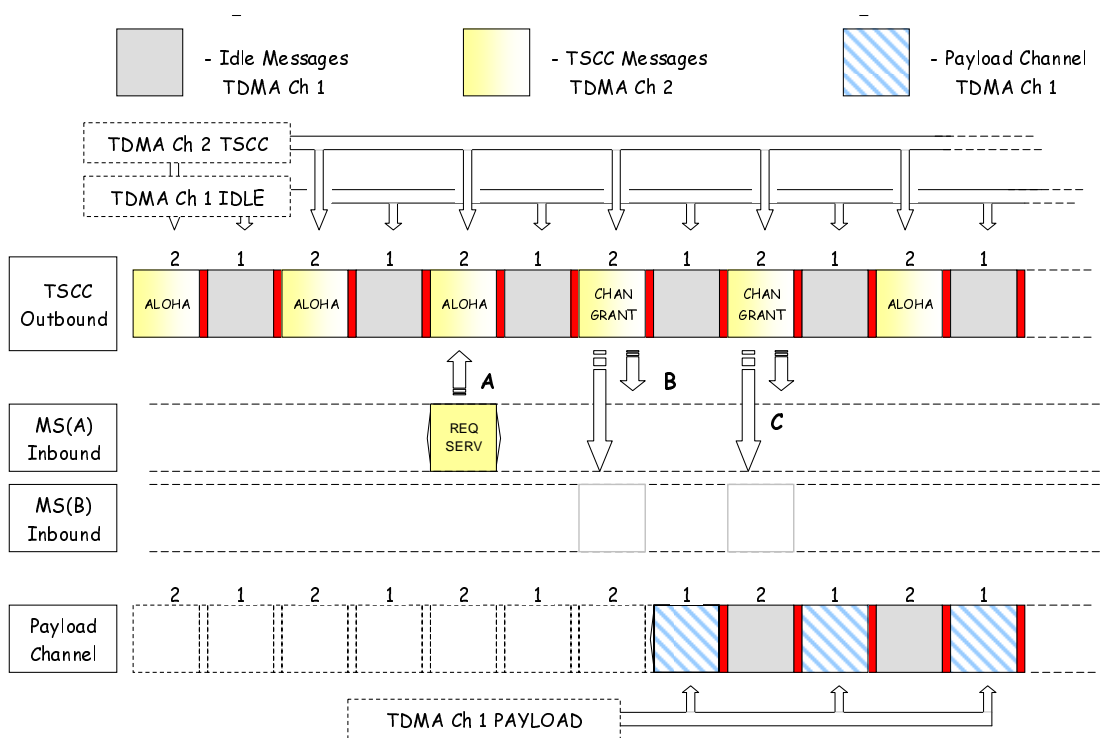 - Idle Messages
TDMA Ch 1
- TSCC Messages
TDMA Ch 2
- Payload Channel
TDMA Ch 1
TDMA Ch 2 TSCC
TDMA Ch 1 IDLE
2 1 2 1 2 1 2 1 2 1 2 1
TSCC
Outbound
ALOHA
ALOHA
ALOHA
CHAN
GRANT
CHAN
GRANT
ALOHA
A
B
C
MS(A)
Inbound
REQ
SERV
MS(B)
Inbound
2 1 2 1 2 1 2 1 2 1 2 1
Payload
Channel
TDMA Ch 1 PAYLOAD